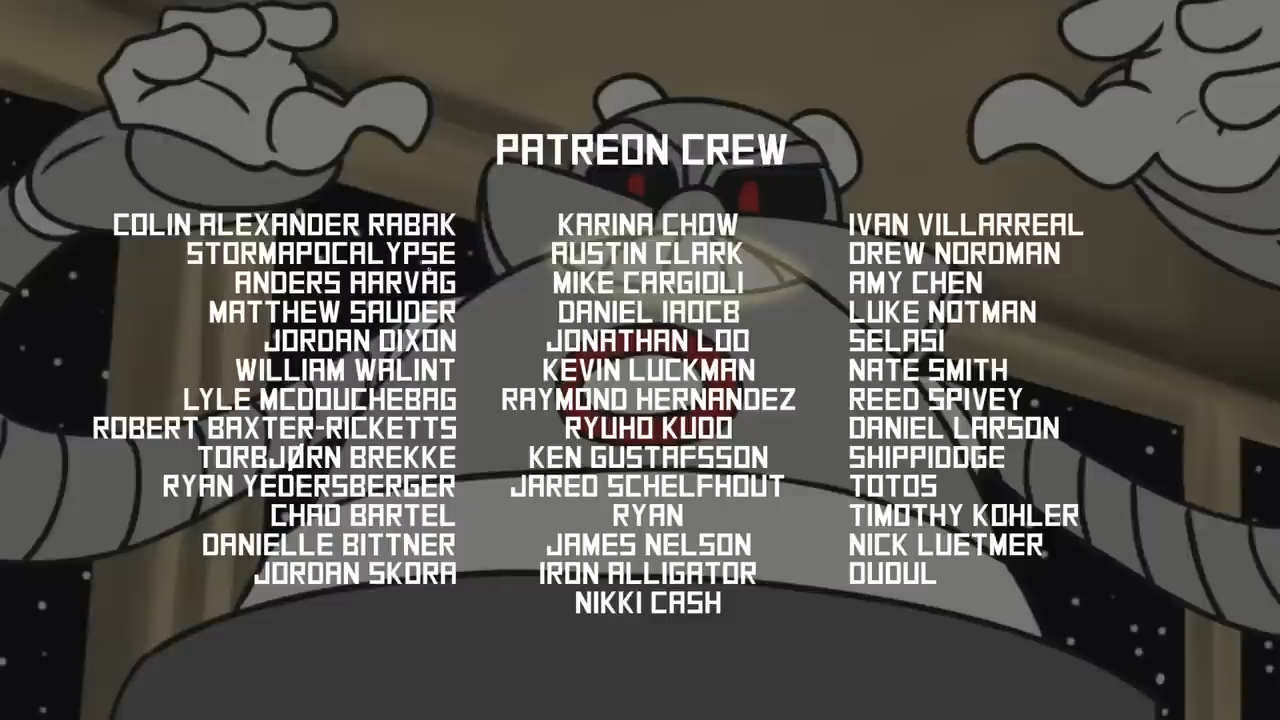 PATREON CREW
COLIN ALEXANDER RABAK
STORMAPOCALYPSE
ANDERS AARVÅG
MATTHEW SAUDER
JORDAN DIXON
WILLIAM WALINT
LYLE MCDOUCHEBAG
ROBERT BAXTER-RICKETTS
TORBJØRN BREKKE
RYAN YEDERSBERGER
CHAD BARTEL
DANIELLE BITTNER
JORDAN SKORA
KARINA CHOW
AUSTIN CLARK
MIKE CARGIOLI
DANIEL IAOCB
JONATHAN LOO
KEVIN LUCKMAN
RAYMOND HERNANDEZ
RYUHO KUDO
KEN GUSTAFSSON
JARED SCHELFHOUT
RYAN
JAMES NELSON
IRON ALLIGATOR
NIKKI CASH
IVAN VILLARREAL
DREW NORDMAN
AMY CHEN
LUKE NOTMAN
SELASI
NATE SMITH
REED SPIVEY
DANIEL LARSON
SHIPPIDOGE
TOTOS
TIMOTHY KOHLER
NICK LUETMER
OUDUL